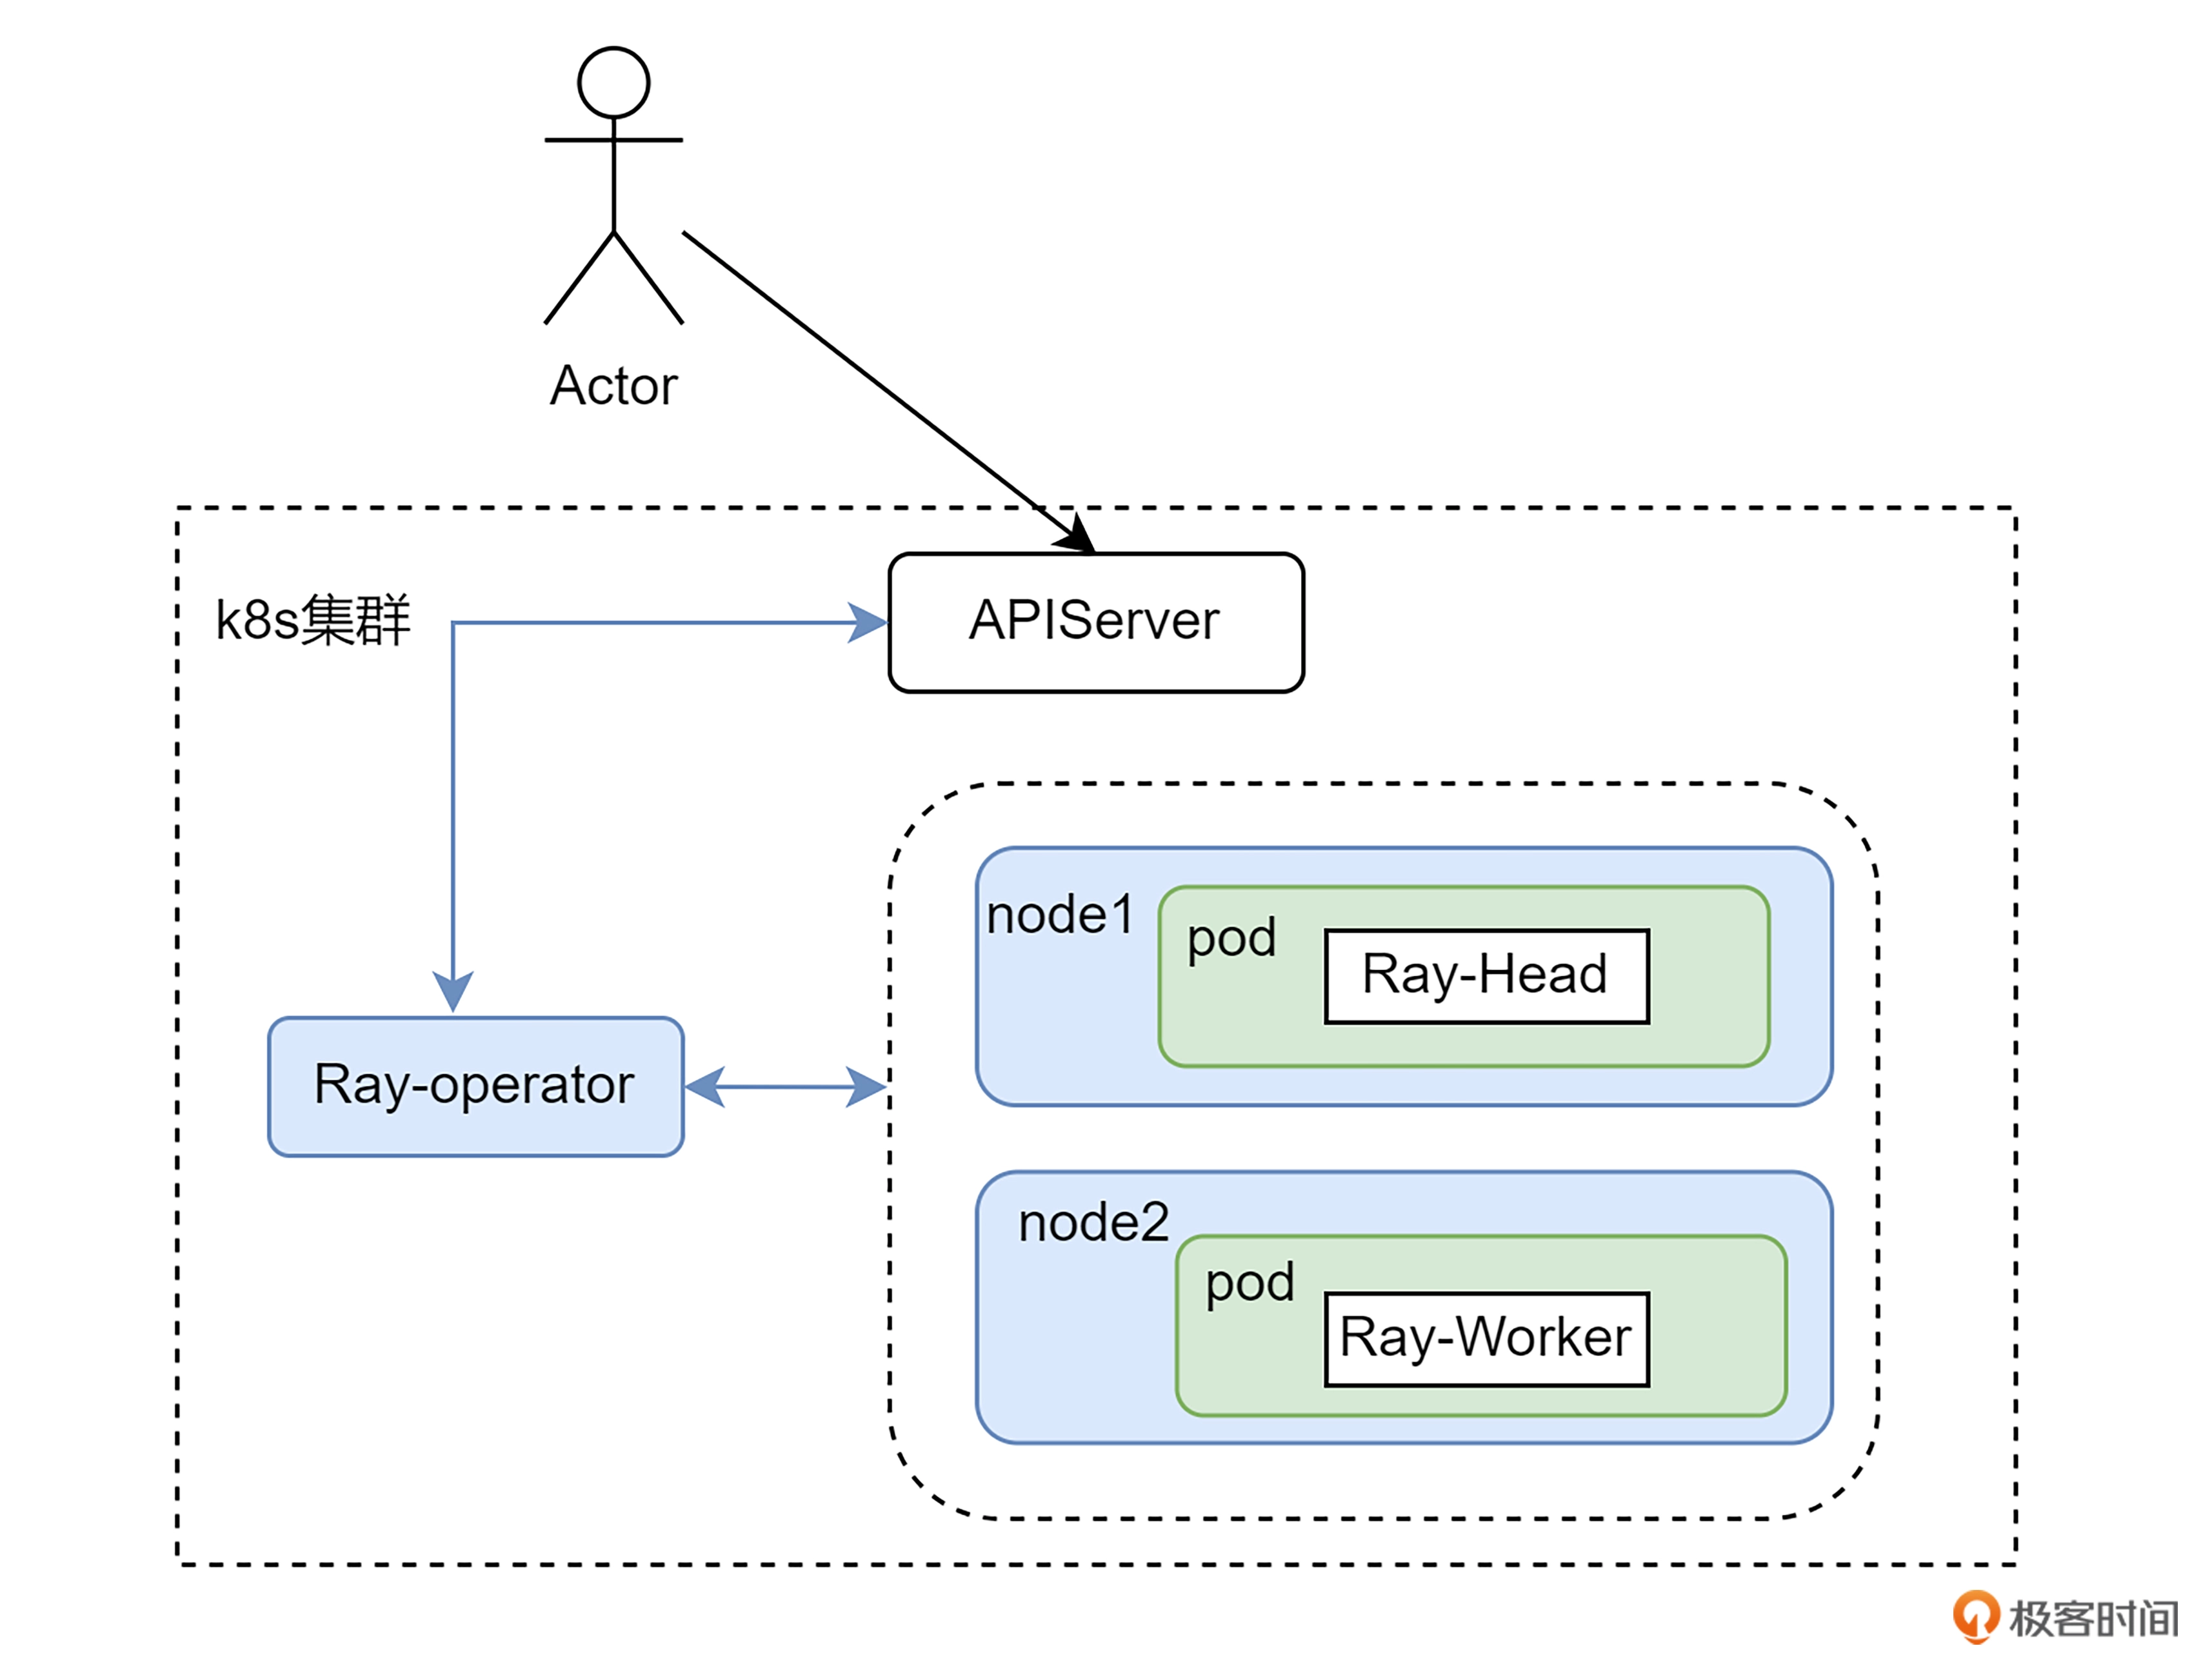 Actor
k8s集群
APIServer
node1
pod
Ray-Head
Ray-operator
node2
pod
Ray-Worker
极客时间